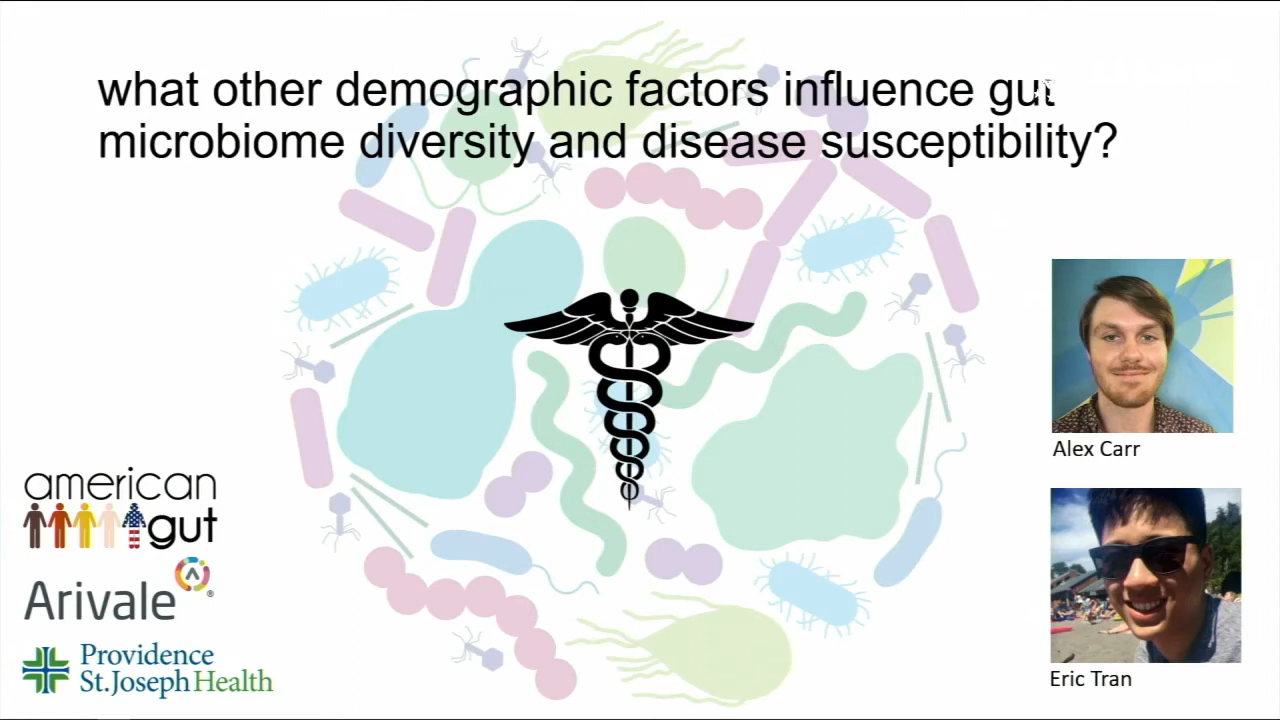 what other demographic factors influence gut
microbiome diversity and disease susceptibility?
Alex Carr
american
gut
Arivale
®
Providence
St.Joseph Health
Eric Tran